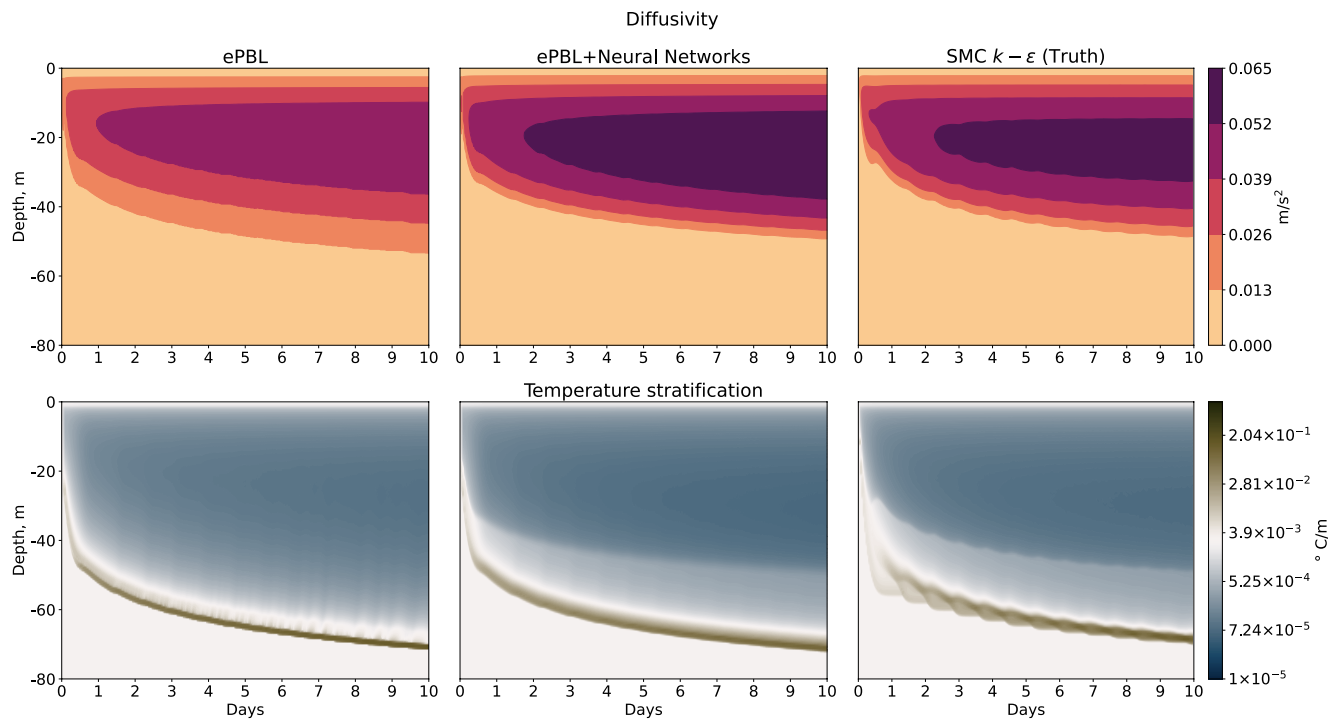 Diffusivity
ePBL
ePBL+Neural Networks
SMC k − ε (Truth)
Depth, m
0
-20
-40
-60
-80
0 1 2 3 4 5 6 7 8 9 10
0 1 2 3 4 5 6 7 8 9 10
0 1 2 3 4 5 6 7 8 9 10
0.065
0.052
0.039
0.026
0.013
0.000
m/s²
Temperature stratification
Depth, m
0
-20
-40
-60
-80
0 1 2 3 4 5 6 7 8 9 10
0 1 2 3 4 5 6 7 8 9 10
0 1 2 3 4 5 6 7 8 9 10
Days
Days
Days
2.04×10⁻¹
2.81×10⁻²
3.9×10⁻³
5.25×10⁻⁴
7.24×10⁻⁵
1×10⁻⁵
° C/m